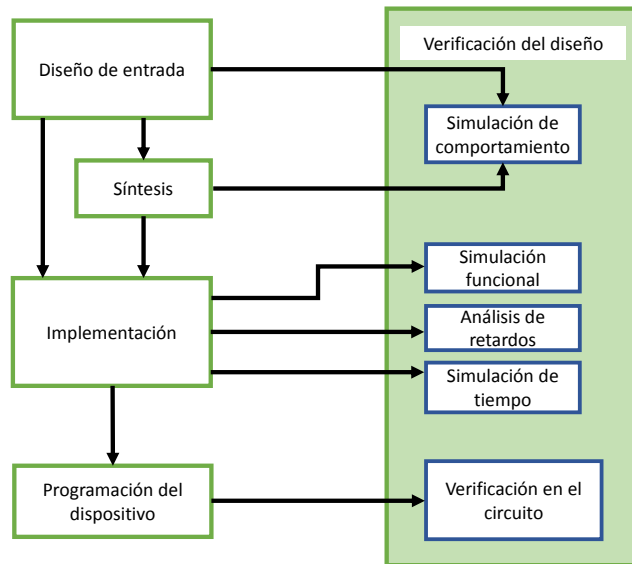 Diseño de entrada
Verificación del diseño
Simulación de
comportamiento
Síntesis
Simulación
funcional
Implementación
Análisis de
retardos
Simulación de
tiempo
Programación del
dispositivo
Verificación en el
circuito